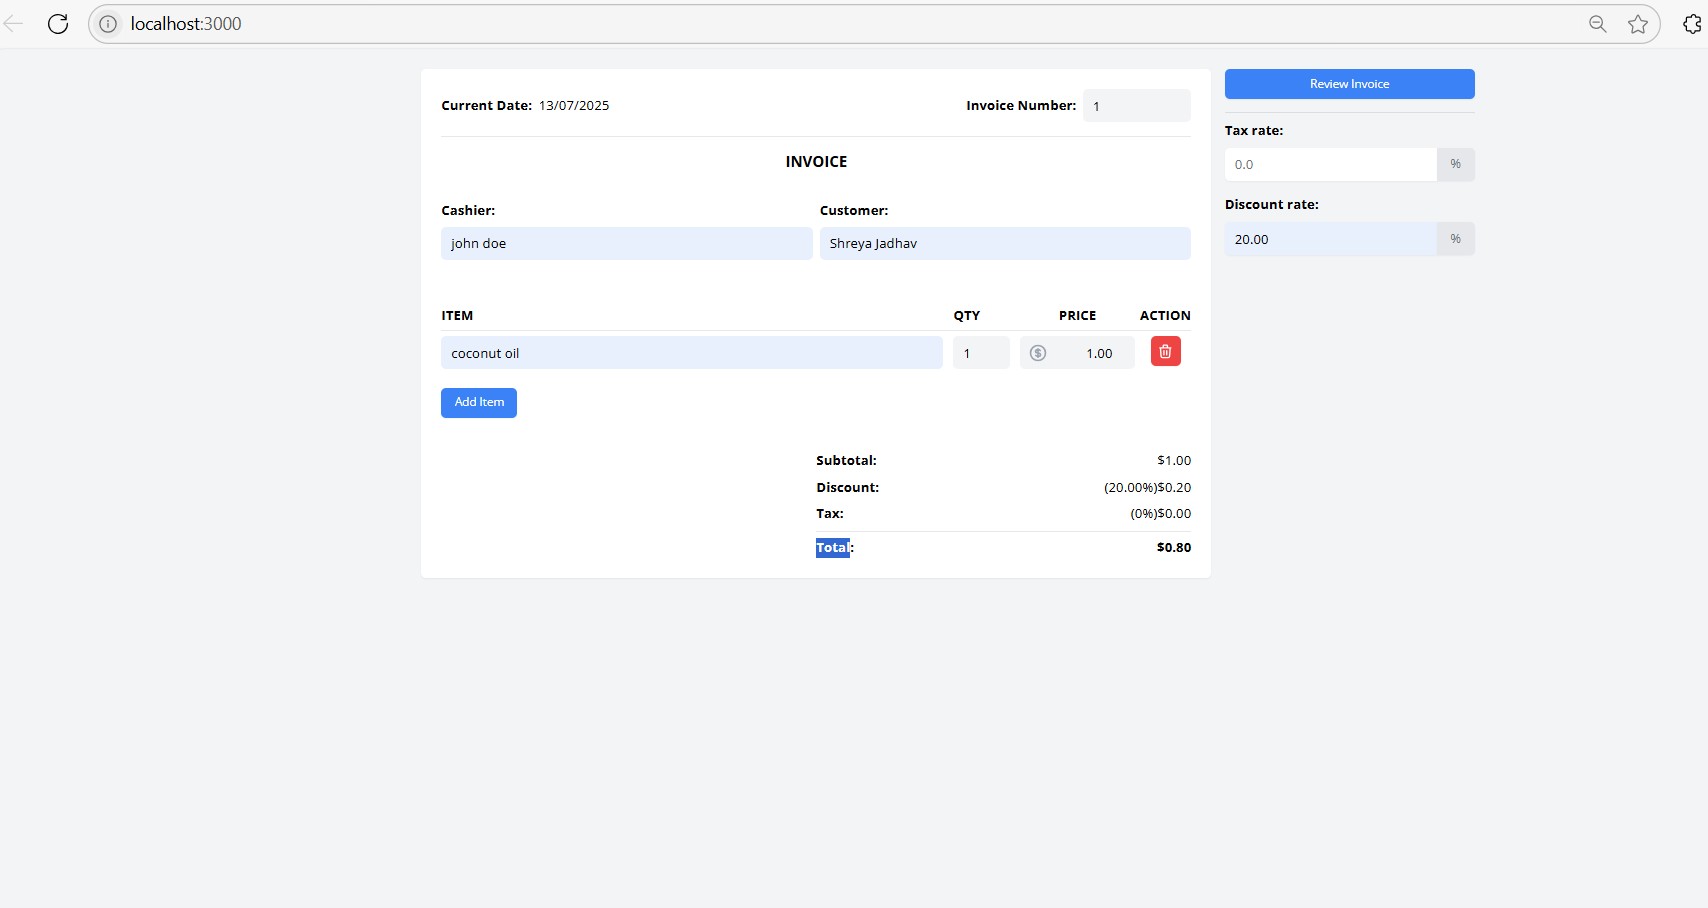 localhost:3000
Review Invoice
Current Date: 13/07/2025 Invoice Number: 1
Tax rate:
INVOICE
0.0 %
Discount rate:
Cashier: Customer:
20.00 %
john doe Shreya Jadhav
ITEM QTY PRICE ACTION
coconut oil 1 $ 1.00
Add Item
Subtotal: $1.00
Discount: (20.00%)$0.20
Tax: (0%)$0.00
Total: $0.80